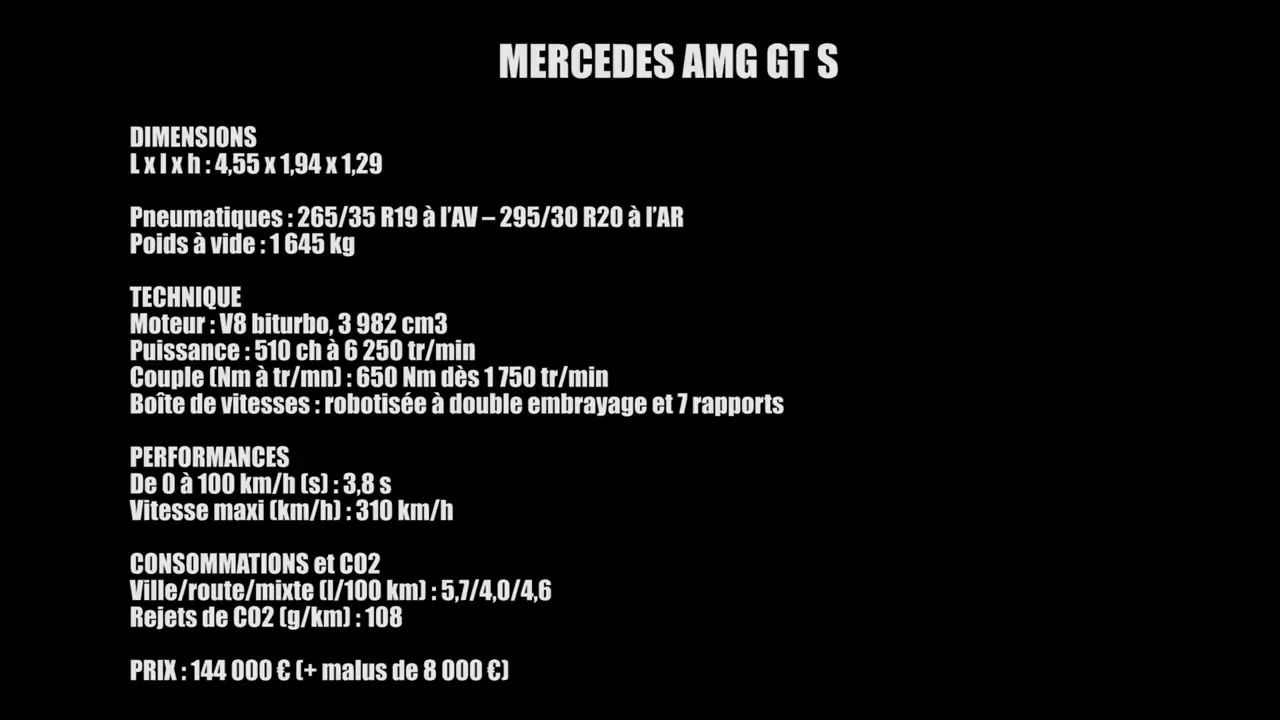 MERCEDES AMG GT S
DIMENSIONS
L x l x h : 4,55 x 1,94 x 1,29
Pneumatiques : 265/35 R19 à l’AV – 295/30 R20 à l’AR
Poids à vide : 1 645 kg
TECHNIQUE
Moteur : V8 biturbo, 3 982 cm3
Puissance : 510 ch à 6 250 tr/min
Couple (Nm à tr/mn) : 650 Nm dès 1 750 tr/min
Boîte de vitesses : robotisée à double embrayage et 7 rapports
PERFORMANCES
De 0 à 100 km/h (s) : 3,8 s
Vitesse maxi (km/h) : 310 km/h
CONSOMMATIONS et CO2
Ville/route/mixte (l/100 km) : 5,7/4,0/4,6
Rejets de CO2 (g/km) : 108
PRIX : 144 000 € (+ malus de 8 000 €)